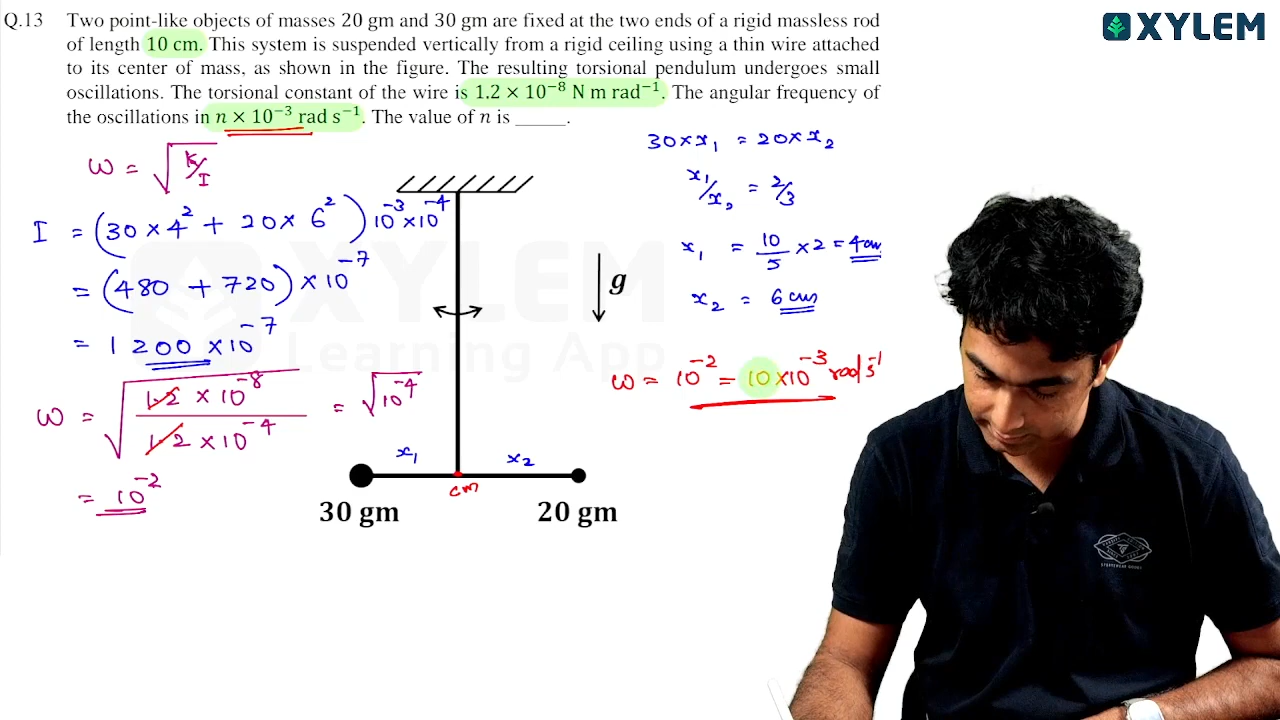 Q.13 Two point-like objects of masses 20 gm and 30 gm are fixed at the two ends of a rigid massless rod
of length 10 cm. This system is suspended vertically from a rigid ceiling using a thin wire attached
to its center of mass, as shown in the figure. The resulting torsional pendulum undergoes small
oscillations. The torsional constant of the wire is 1.2 × 10⁻⁸ N m rad⁻¹. The angular frequency of
the oscillations in n × 10⁻³ rad s⁻¹. The value of n is _____.
XYLEM
ω = √(K/I)
I = (30 × 4² + 20 × 6²) 10⁻³ × 10⁻⁴
= (480 + 720) × 10⁻⁷
= 1200 × 10⁻⁷
ω = √(1.2 × 10⁻⁸ / 1.2 × 10⁻⁴) = √10⁻⁴
= 10⁻²
30 × x₁ = 20 × x₂
x₁/x₂ = 2/3
x₁ = 10/5 × 2 = 4cm
x₂ = 6cm
ω = 10⁻² = 10 × 10⁻³ rad s⁻¹
g
XYLEM
Learning App
x₁ x₂
cm
30 gm 20 gm